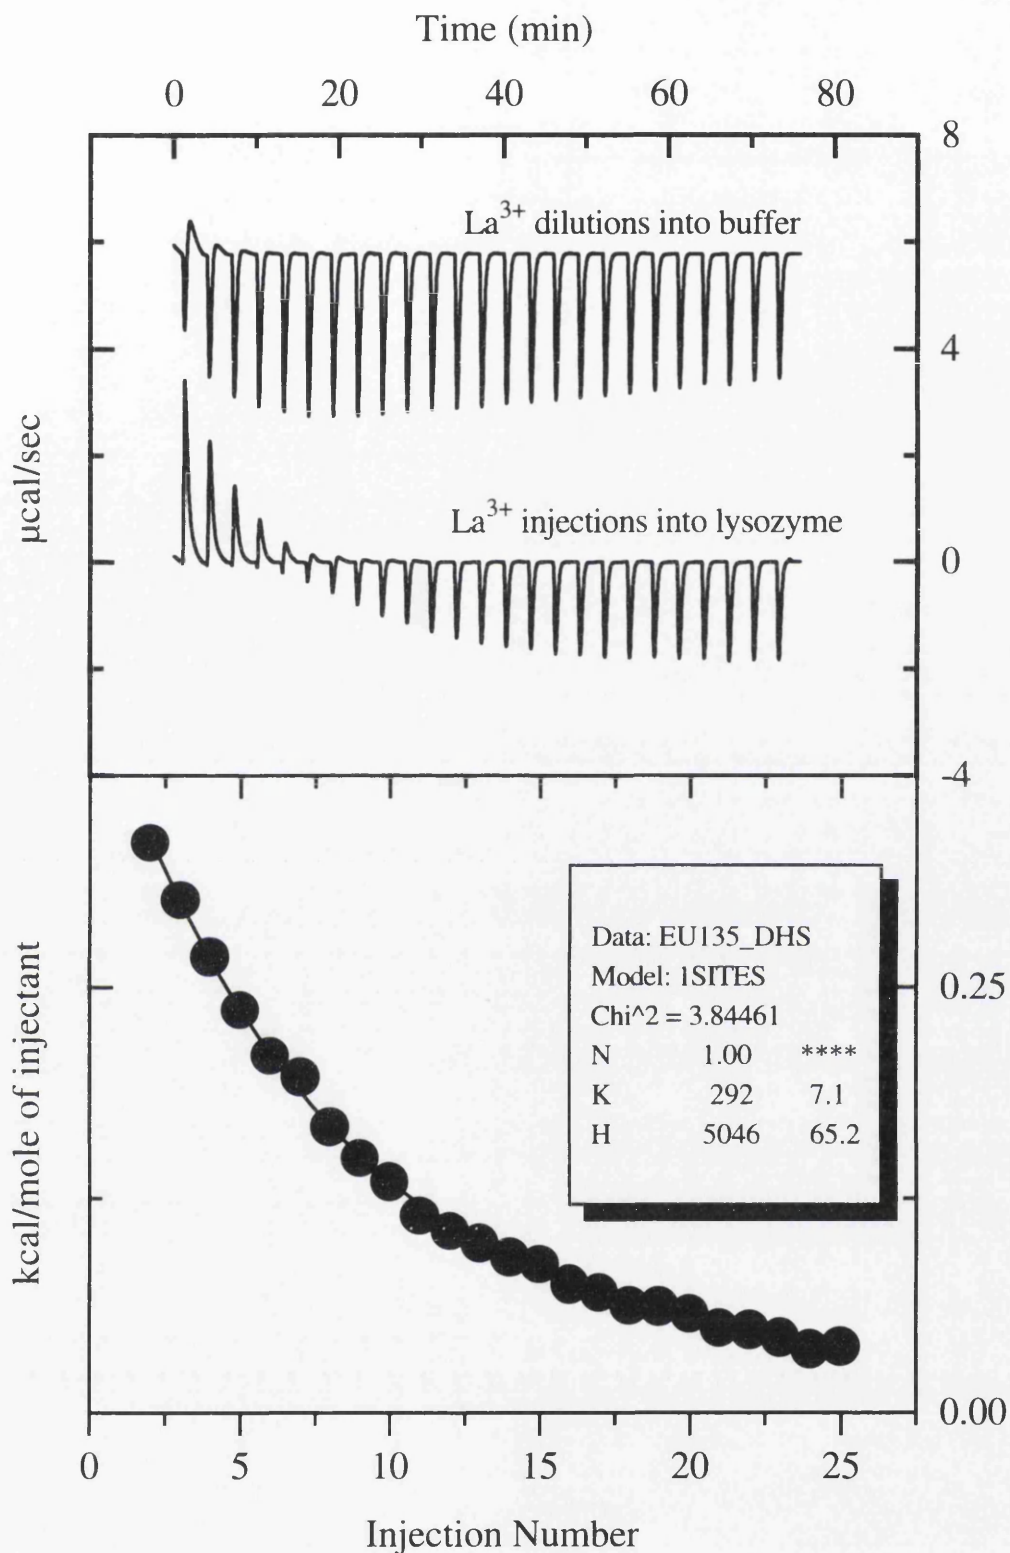 Time (min)
0 20 40 60 80
8
La³⁺ dilutions into buffer
4
µcal/sec
La³⁺ injections into lysozyme
0
-4
Data: EU135_DHS
Model: 1SITES
Chi^2 = 3.84461
N 1.00 ****
K 292 7.1
H 5046 65.2
0.25
kcal/mole of injectant
0.00
0 5 10 15 20 25
Injection Number